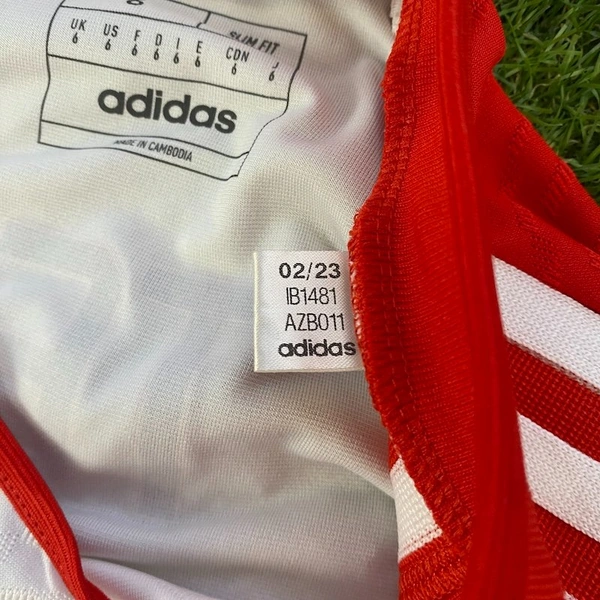 6
SLIM FIT
UK US F D I E CDN J
6 6 6 6 6 6 6 6
adidas
MADE IN CAMBODIA
02/23
IB1481
AZB011
adidas